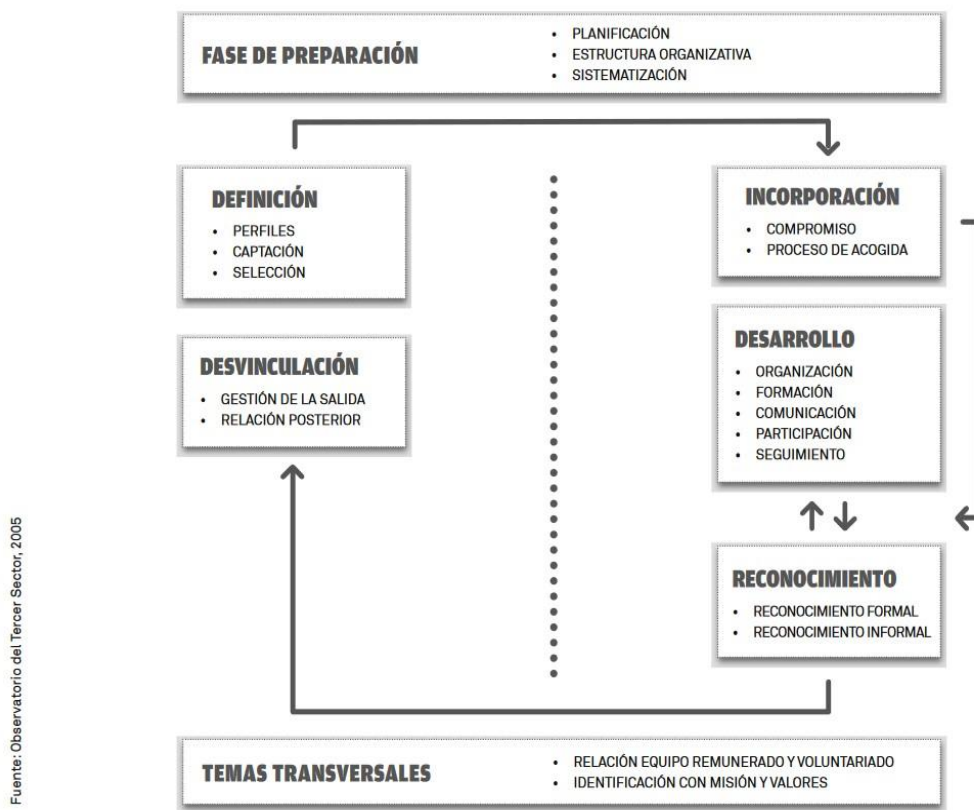 FASE DE PREPARACIÓN
• PLANIFICACIÓN
• ESTRUCTURA ORGANIZATIVA
• SISTEMATIZACIÓN
DEFINICIÓN
• PERFILES
• CAPTACIÓN
• SELECCIÓN
INCORPORACIÓN
• COMPROMISO
• PROCESO DE ACOGIDA
DESARROLLO
• ORGANIZACIÓN
• FORMACIÓN
• COMUNICACIÓN
• PARTICIPACIÓN
• SEGUIMIENTO
RECONOCIMIENTO
• RECONOCIMIENTO FORMAL
• RECONOCIMIENTO INFORMAL
DESVINCULACIÓN
• GESTIÓN DE LA SALIDA
• RELACIÓN POSTERIOR
TEMAS TRANSVERSALES
• RELACIÓN EQUIPO REMUNERADO Y VOLUNTARIADO
• IDENTIFICACIÓN CON MISIÓN Y VALORES
Fuente: Observatorio del Tercer Sector, 2005